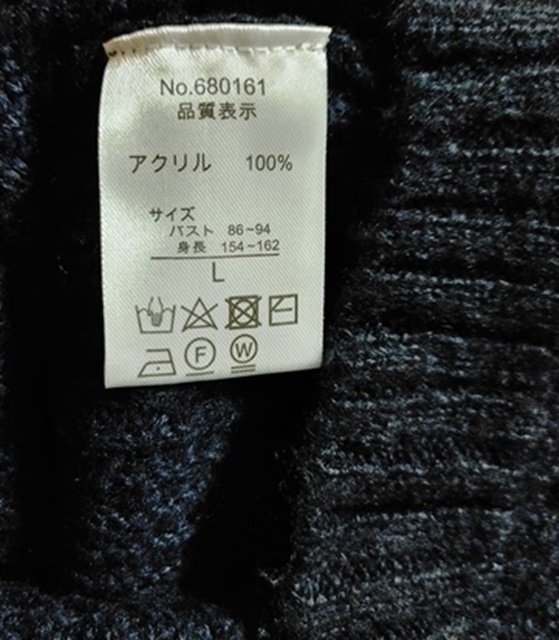 No.680161
品質表示
アクリル 100%
サイズ
バスト 86~94
身長 154~162
L
F W